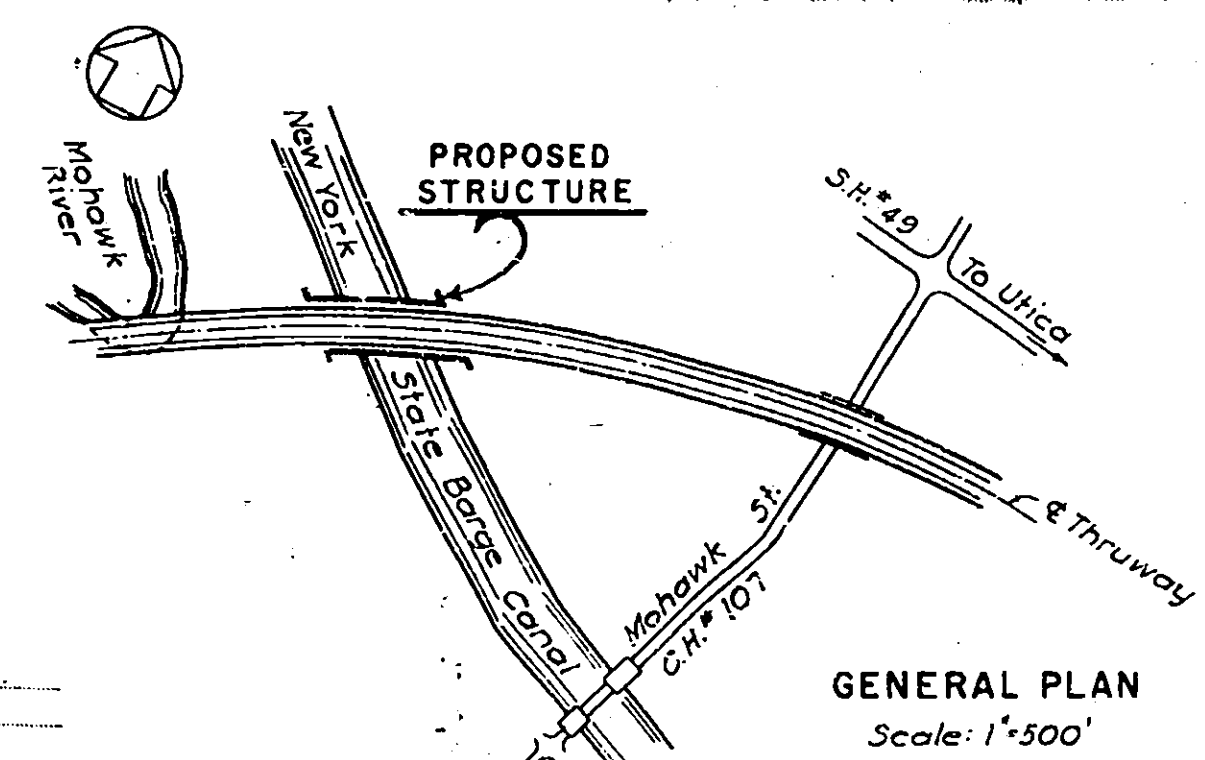 Mohawk
River
New York
PROPOSED
STRUCTURE
S.H. #49
To Utica
State Barge Canal
Mohawk St.
C.H. # 107
℄ Thruway
GENERAL PLAN
Scale: 1"=500'